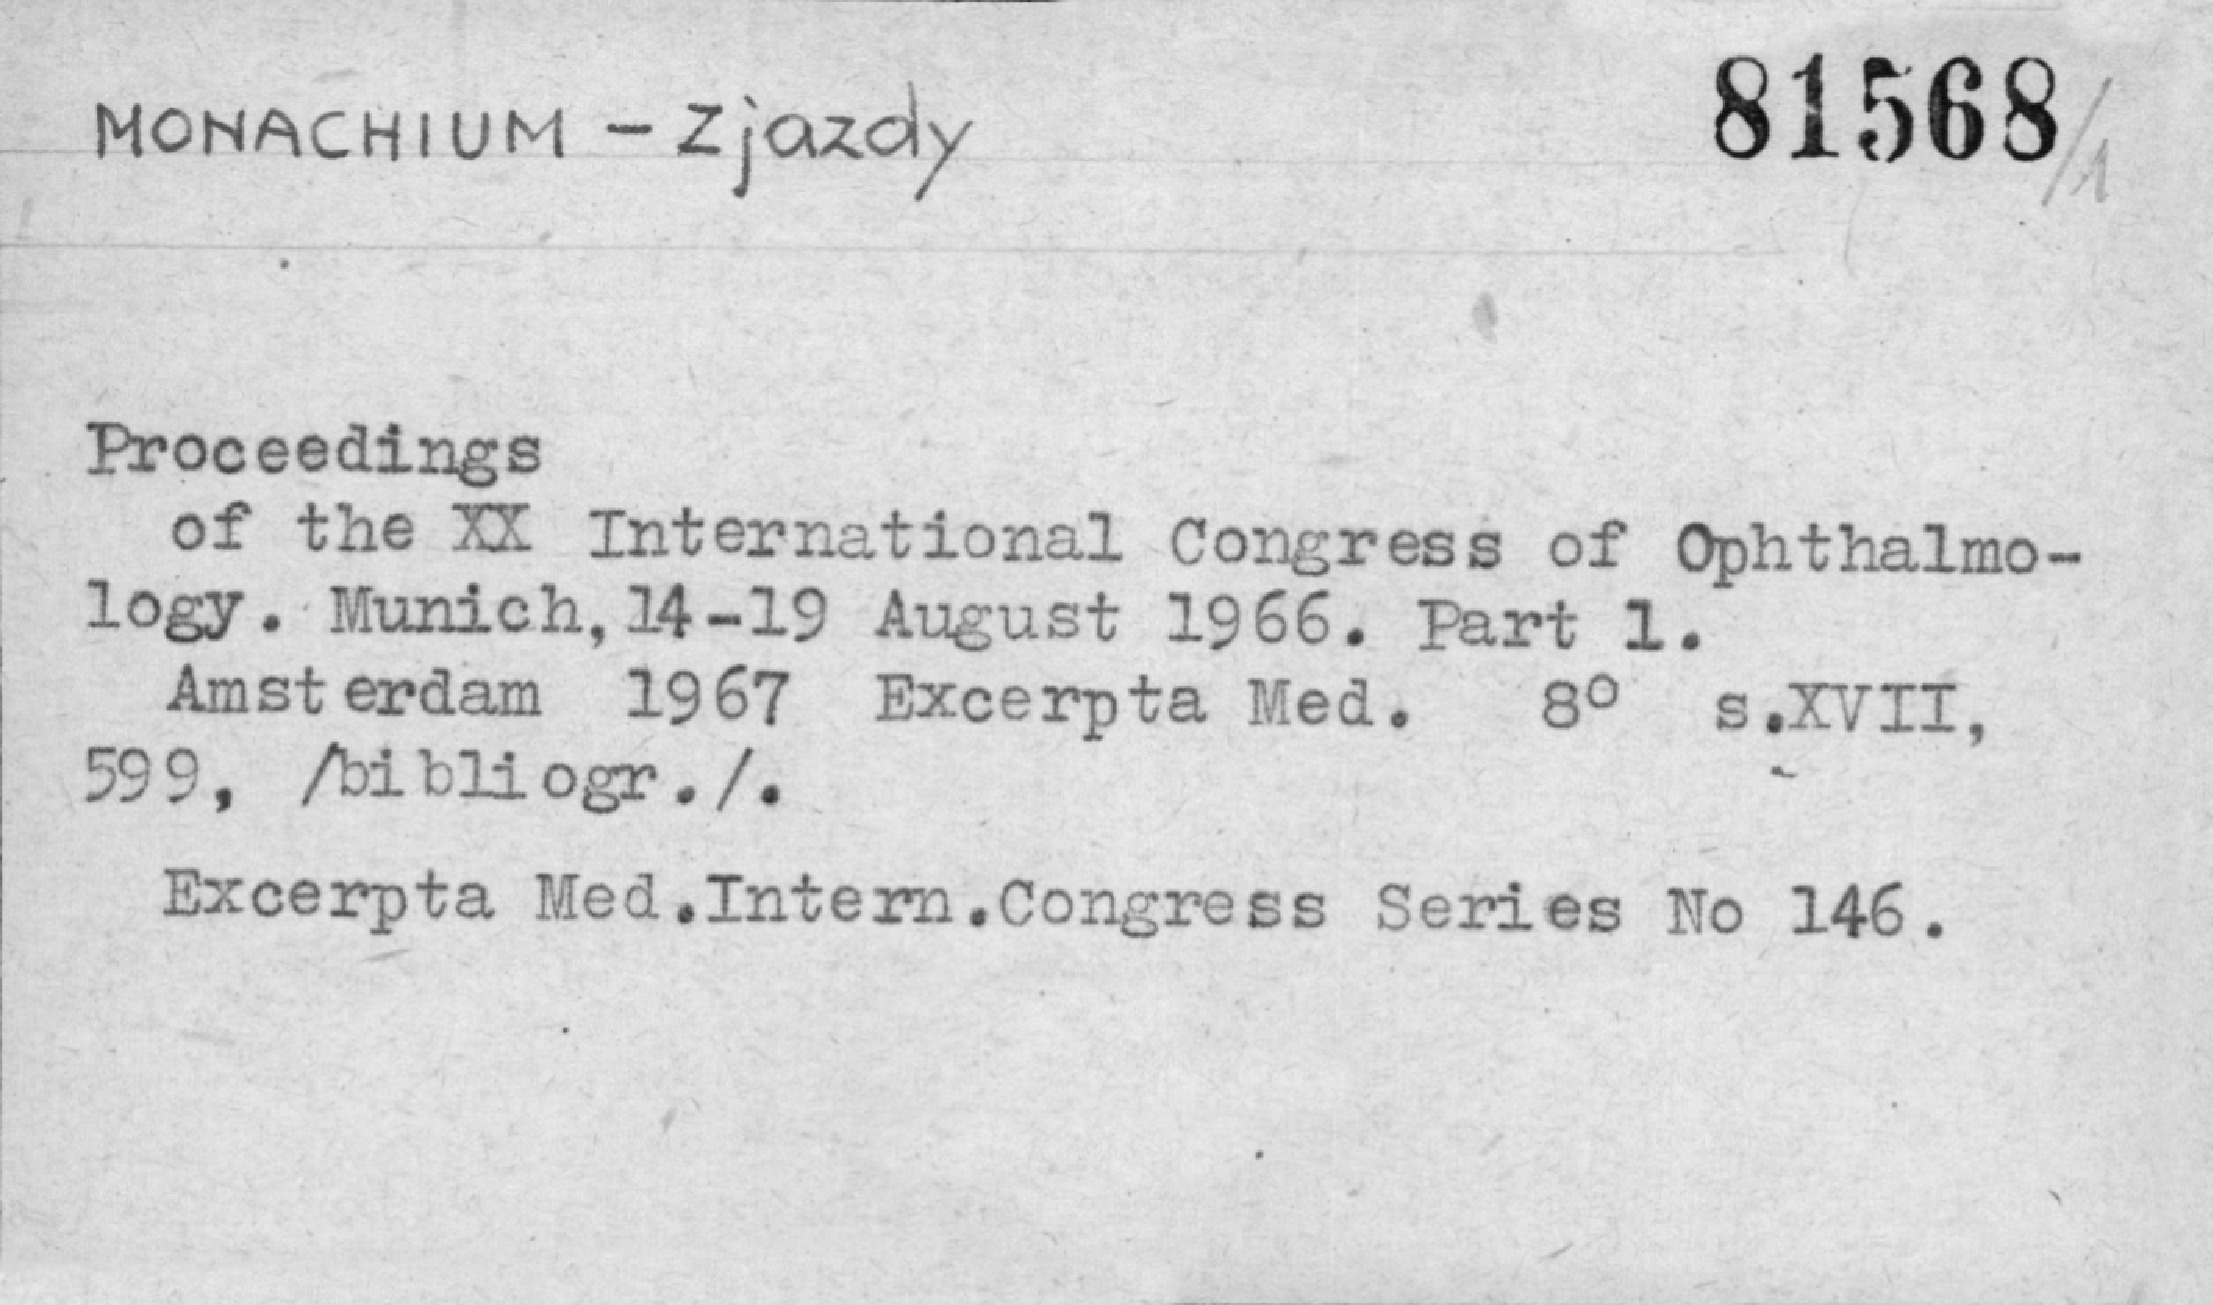 MONACHIUM - Zjazdy
81568/1
Proceedings
of the XX International Congress of Ophthalmo-
logy. Munich, 14-19 August 1966. Part 1.
Amsterdam 1967 Excerpta Med. 8° s.XVII,
599, /bibliogr./.
Excerpta Med.Intern.Congress Series No 146.